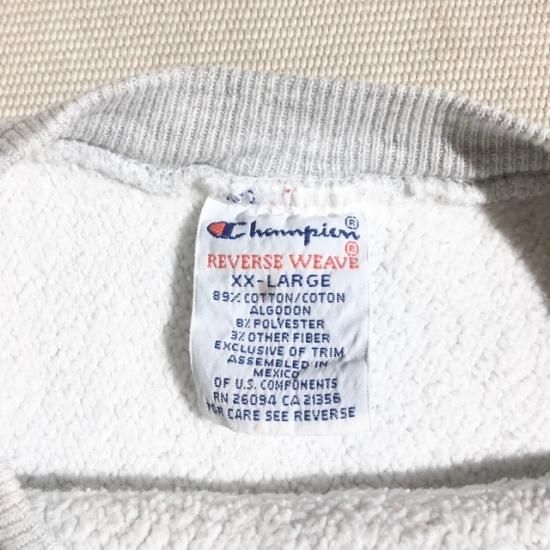 Champion®
REVERSE WEAVE®
XX-LARGE
89% COTTON/COTON
ALGODON
8% POLYESTER
3% OTHER FIBER
EXCLUSIVE OF TRIM
ASSEMBLED IN
MEXICO
OF U.S. COMPONENTS
RN 26094 CA 21356
FOR CARE SEE REVERSE